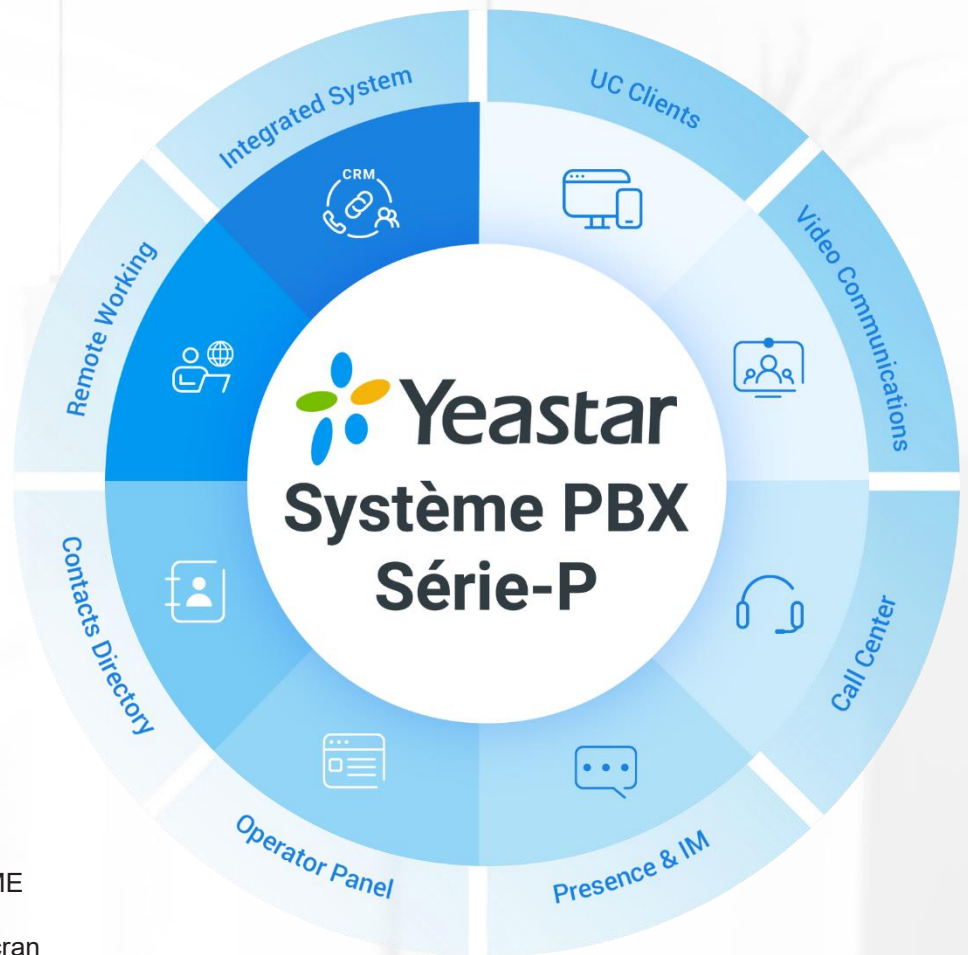 Integrated System
UC Clients
CRM
Remote Working
Video Communications
Yeastar
Système PBX
Série-P
Contacts Directory
Call Center
Operator Panel
Presence & IM